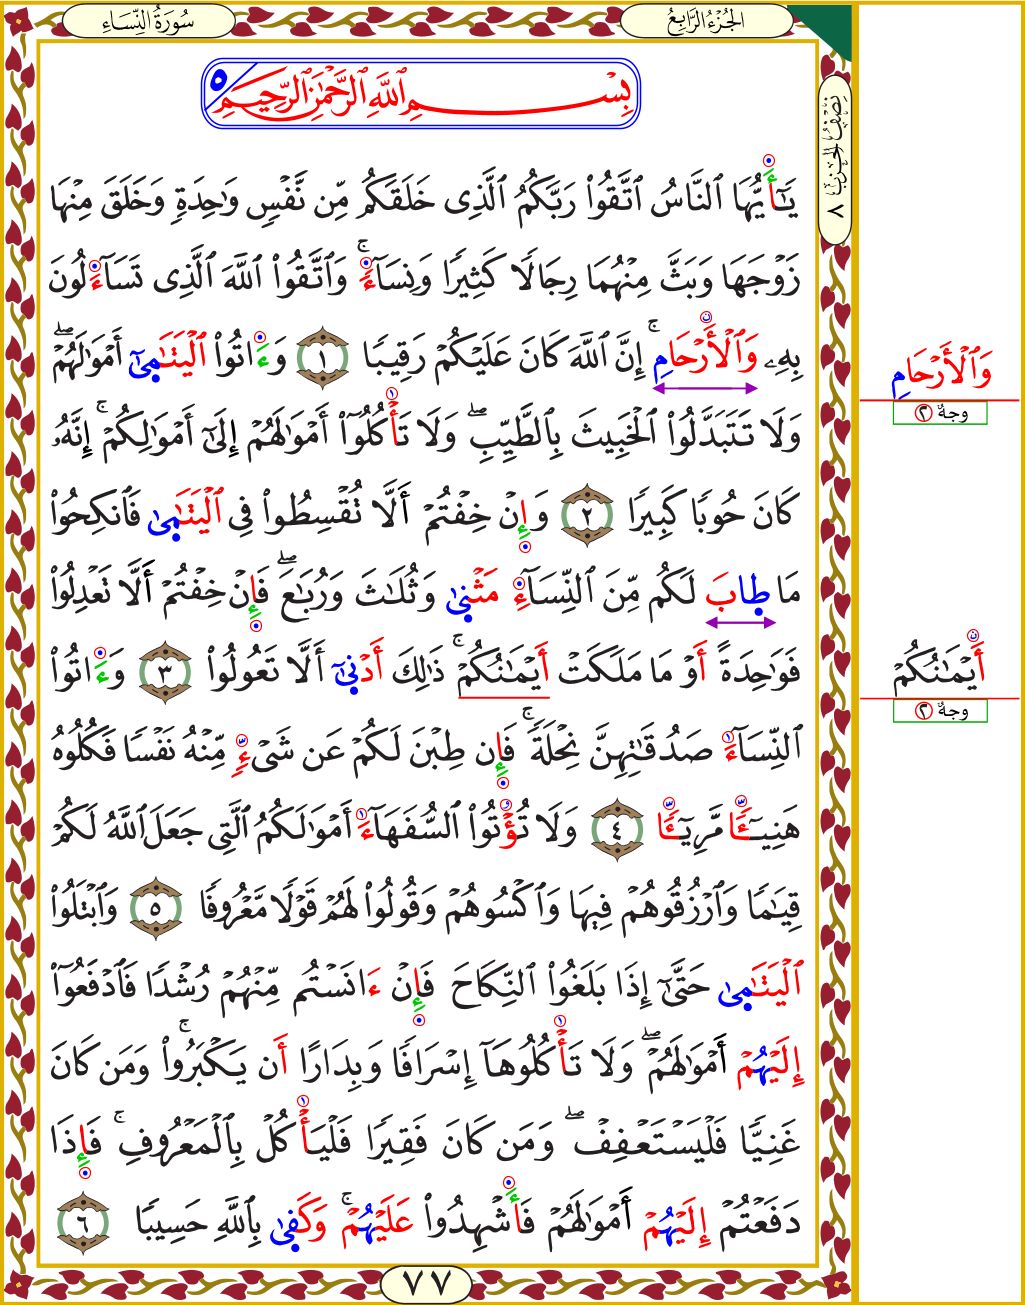 سُورَةُ النِّسَاءِ
الجُزْءُ الرَّابِعُ
نِصْفُ الحِزْبِ ٨
بِسْمِ ٱللَّهِ ٱلرَّحْمَٰنِ ٱلرَّحِيمِ ٥
يَٰٓأَيُّهَا ٱلنَّاسُ ٱتَّقُوا۟ رَبَّكُمُ ٱلَّذِى خَلَقَكُم مِّن نَّفْسٍ وَٰحِدَةٍ وَخَلَقَ مِنْهَا
زَوْجَهَا وَبَثَّ مِنْهُمَا رِجَالًا كَثِيرًا وَنِسَآءً ۚ وَٱتَّقُوا۟ ٱللَّهَ ٱلَّذِى تَسَآءَلُونَ
بِهِۦ وَٱلْأَرْحَامِ ۚ إِنَّ ٱللَّهَ كَانَ عَلَيْكُمْ رَقِيبًا ١ وَءَاتُوا۟ ٱلْيَتَٰمَىٰٓ أَمْوَٰلَهُمْ ۖ
وَلَا تَتَبَدَّلُوا۟ ٱلْخَبِيثَ بِٱلطَّيِّبِ ۖ وَلَا تَأْكُلُوٓا۟ أَمْوَٰلَهُمْ إِلَىٰٓ أَمْوَٰلِكُمْ ۚ إِنَّهُۥ
كَانَ حُوبًا كَبِيرًا ٢ وَإِنْ خِفْتُمْ أَلَّا تُقْسِطُوا۟ فِى ٱلْيَتَٰمَىٰ فَٱنكِحُوا۟
مَا طَابَ لَكُم مِّنَ ٱلنِّسَآءِ مَثْنَىٰ وَثُلَٰثَ وَرُبَٰعَ ۖ فَإِنْ خِفْتُمْ أَلَّا تَعْدِلُوا۟
فَوَٰحِدَةً أَوْ مَا مَلَكَتْ أَيْمَٰنُكُمْ ۚ ذَٰلِكَ أَدْنَىٰٓ أَلَّا تَعُولُوا۟ ٣ وَءَاتُوا۟
ٱلنِّسَآءَ صَدُقَٰتِهِنَّ نِحْلَةً ۚ فَإِن طِبْنَ لَكُمْ عَن شَىْءٍ مِّنْهُ نَفْسًا فَكُلُوهُ
هَنِيٓـًٔا مَّرِيٓـًٔا ٤ وَلَا تُؤْتُوا۟ ٱلسُّفَهَآءَ أَمْوَٰلَكُمُ ٱلَّتِى جَعَلَ ٱللَّهُ لَكُمْ
قِيَٰمًا وَٱرْزُقُوهُمْ فِيهَا وَٱكْسُوهُمْ وَقُولُوا۟ لَهُمْ قَوْلًا مَّعْرُوفًا ٥ وَٱبْتَلُوا۟
ٱلْيَتَٰمَىٰ حَتَّىٰٓ إِذَا بَلَغُوا۟ ٱلنِّكَاحَ فَإِنْ ءَانَسْتُم مِّنْهُمْ رُشْدًا فَٱدْفَعُوٓا۟
إِلَيْهُمْ أَمْوَٰلَهُمْ ۖ وَلَا تَأْكُلُوهَآ إِسْرَافًا وَبِدَارًا أَن يَكْبَرُوا۟ ۚ وَمَن كَانَ
غَنِيًّا فَلْيَسْتَعْفِفْ ۖ وَمَن كَانَ فَقِيرًا فَلْيَأْكُلْ بِٱلْمَعْرُوفِ ۚ فَإِذَا
دَفَعْتُمْ إِلَيْهُمْ أَمْوَٰلَهُمْ فَأَشْهِدُوا۟ عَلَيْهُمْ ۚ وَكَفَىٰ بِٱللَّهِ حَسِيبًا ٦
وَٱلْأَرْحَامِ
وجهٌ ٢
أَيْمَٰنُكُمْ
وجهٌ ٢
٧٧